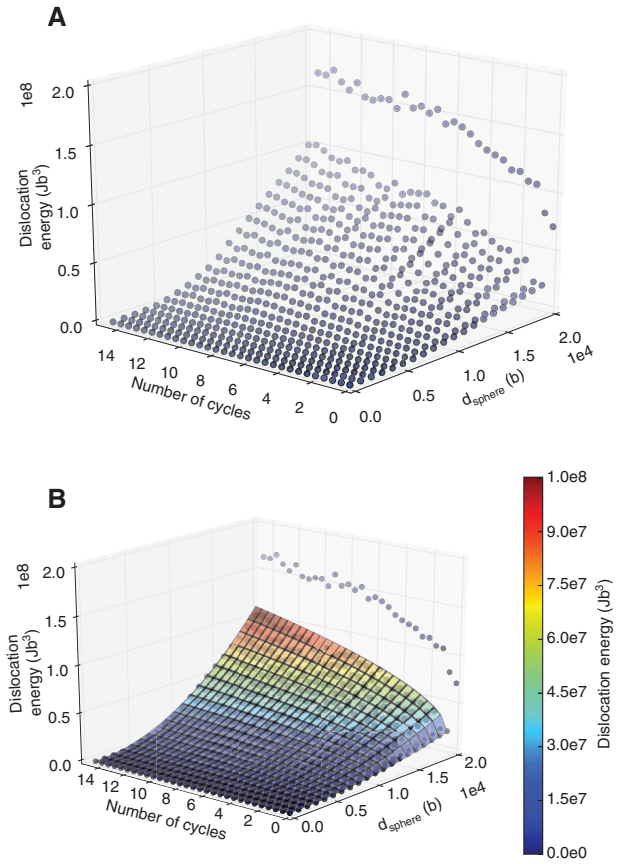 A
1e8
2.0
1.5
1.0
0.5
0.0
Dislocation
energy (Jb³)
14
12
10
8
6
4
2
0
Number of cycles
0.0
0.5
1.0
1.5
2.0
1e4
dsphere (b)
B
1e8
2.0
1.5
1.0
0.5
0.0
Dislocation
energy (Jb³)
14
12
10
8
6
4
2
0
Number of cycles
0.0
0.5
1.0
1.5
2.0
1e4
dsphere (b)
1.0e8
9.0e7
7.5e7
6.0e7
4.5e7
3.0e7
1.5e7
0.0e0
Dislocation energy (Jb³)